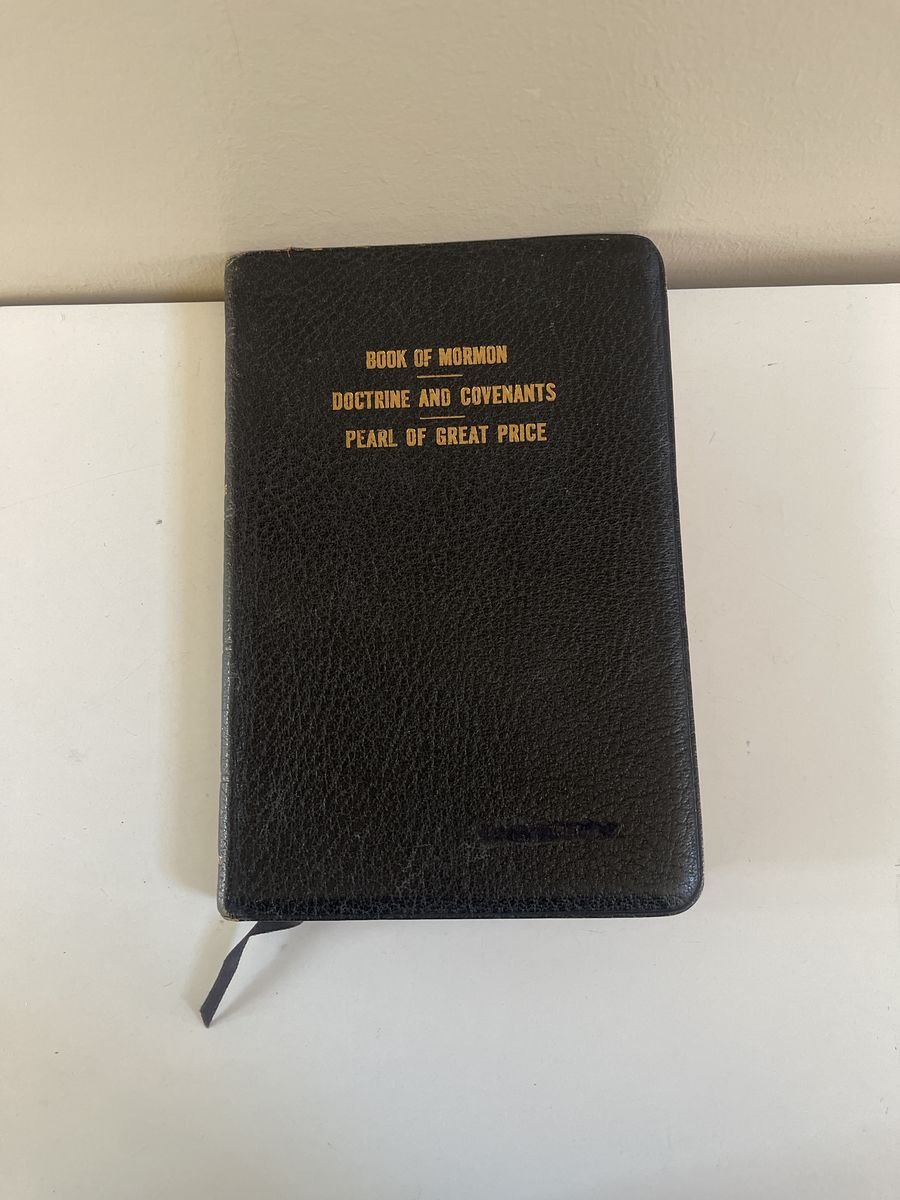 BOOK OF MORMON
DOCTRINE AND COVENANTS
PEARL OF GREAT PRICE